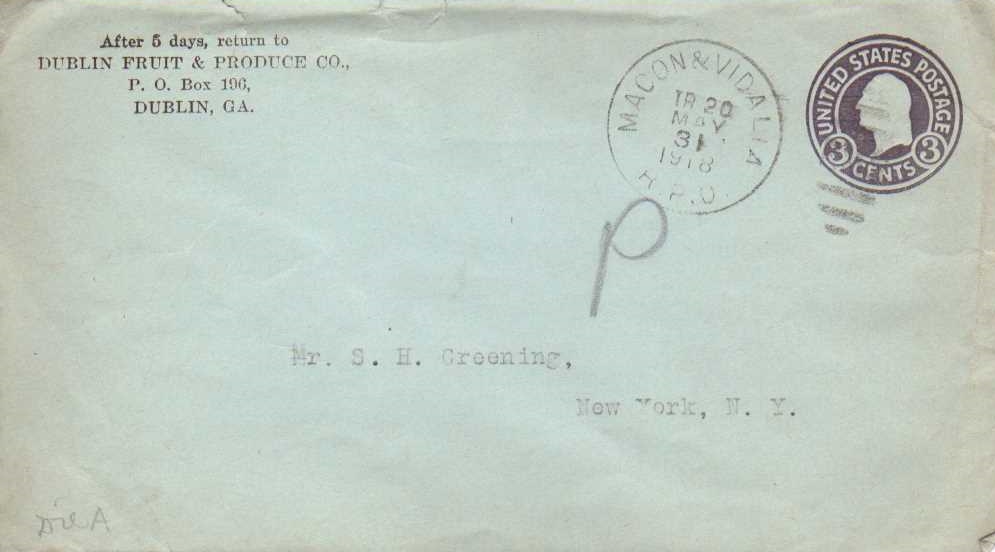 After 5 days, return to
DUBLIN FRUIT & PRODUCE CO.,
P. O. Box 196,
DUBLIN, GA.
MACON & VIDALIA
TR 20
MAY
31
1918
R.P.O.
UNITED STATES POSTAGE
3 CENTS 3
P
Mr. S. H. Greening,
New York, N. Y.
Die A